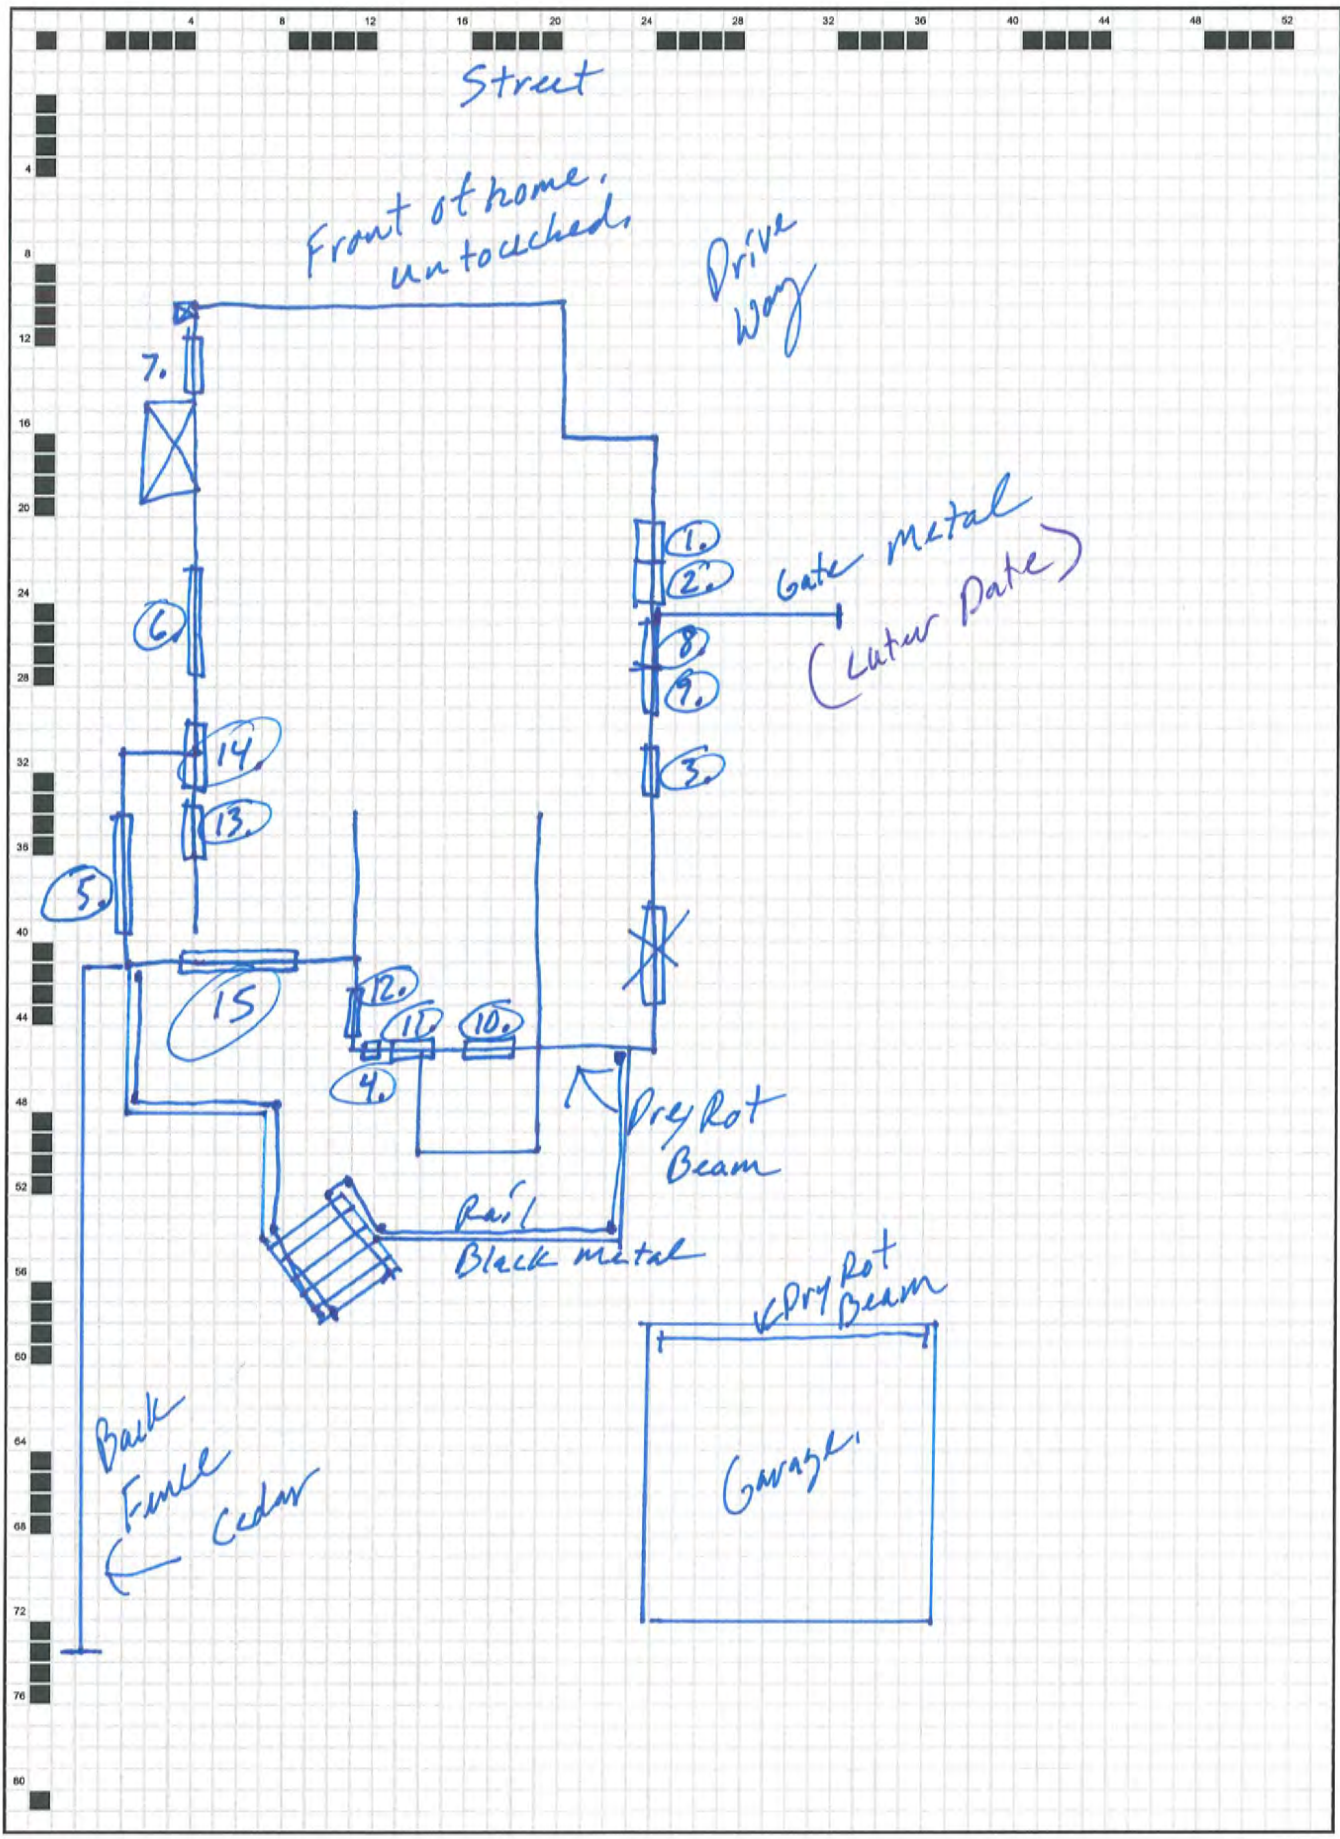 4 8 12 16 20 24 28 32 36 40 44 48 52
Street
4
Front of home.
untouched.
8
Drive
Way
12
7.
16
20
1.
Gate Metal
2.
(Later Date)
24
6.
8.
9.
28
14.
3.
32
13.
36
5.
40
15
12.
11.
10.
44
4.
48
Drey Rot
Beam
52
Rail
Black metal
56
Dry Rot
Beam
60
Back
Fence
Cedar
64
Garage.
68
72
76
80